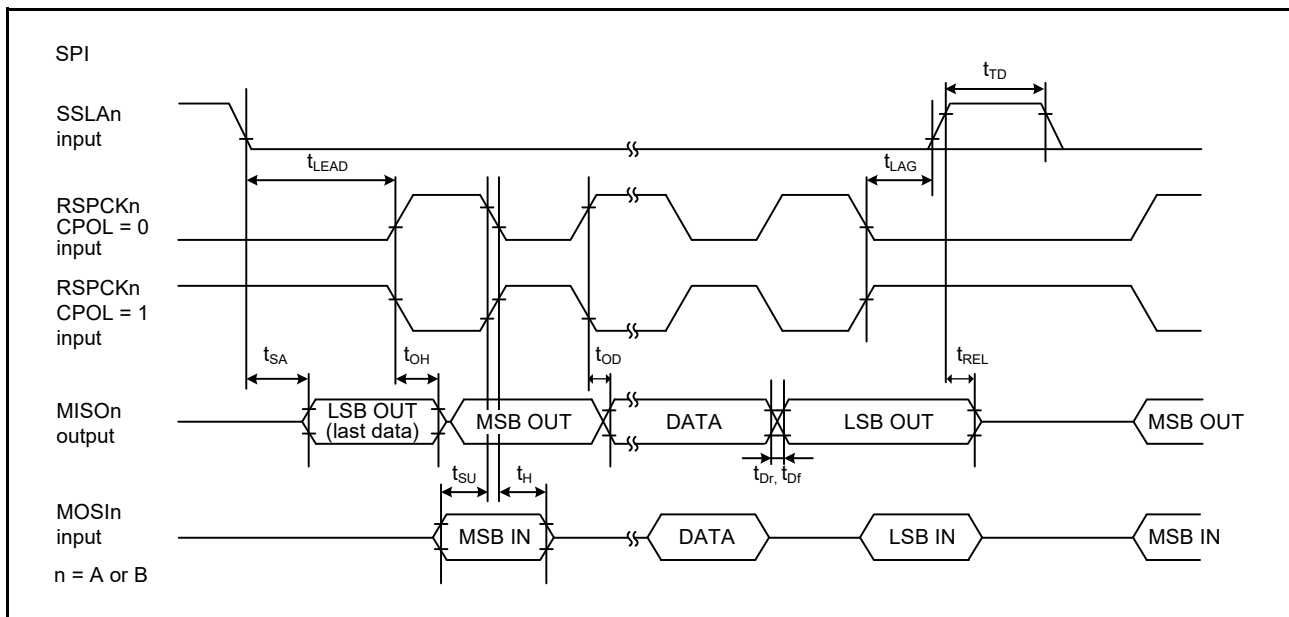 SPI
SSLAn
input
tTD
tLEAD
tLAG
RSPCKn
CPOL = 0
input
RSPCKn
CPOL = 1
input
tSA
tOH
tOD
tREL
MISOn
output
LSB OUT
(last data)
MSB OUT
DATA
LSB OUT
MSB OUT
tSU
tH
tDr, tDf
MOSIn
input
MSB IN
DATA
LSB IN
MSB IN
n = A or B